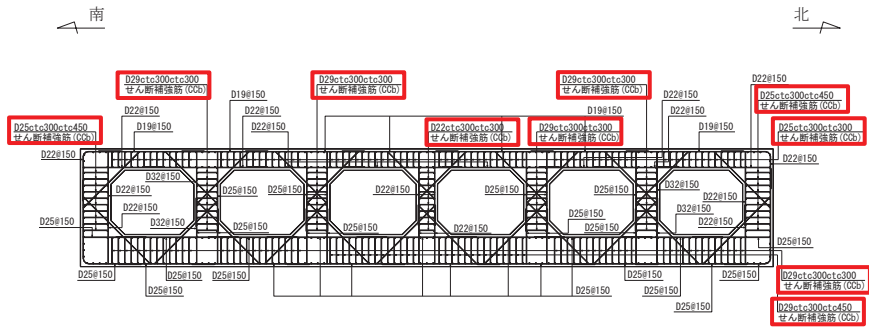 南
北
D29ctc300ctc300
せん断補強筋(CCb)
D29ctc300ctc300
せん断補強筋(CCb)
D29ctc300ctc300
せん断補強筋(CCb)
D22@150
D19@150
D25ctc300ctc450
せん断補強筋(CCb)
D22@150
D22@150
D22@150
D19@150
D22@150
D25ctc300ctc450
せん断補強筋(CCb)
D19@150
D22@150
D22ctc300ctc300
せん断補強筋(CCb)
D29ctc300ctc300
せん断補強筋(CCb)
D22@150
D19@150
D25ctc300ctc300
せん断補強筋(CCb)
D22@150
D22@150
D32@150
D22@150
D25@150
D25@150
D22@150
D25@150
D25@150
D32@150
D22@150
D22@150
D32@150
D25@150
D25@150
D22@150
D25@150
D32@150
D22@150
D25@150
D25@150
D25@150
D25@150
D25@150
D25@150
D25@150
D25@150
D25@150
D29ctc300ctc300
せん断補強筋(CCb)
D25@150
D25@150
D25@150
D29ctc300ctc450
せん断補強筋(CCb)